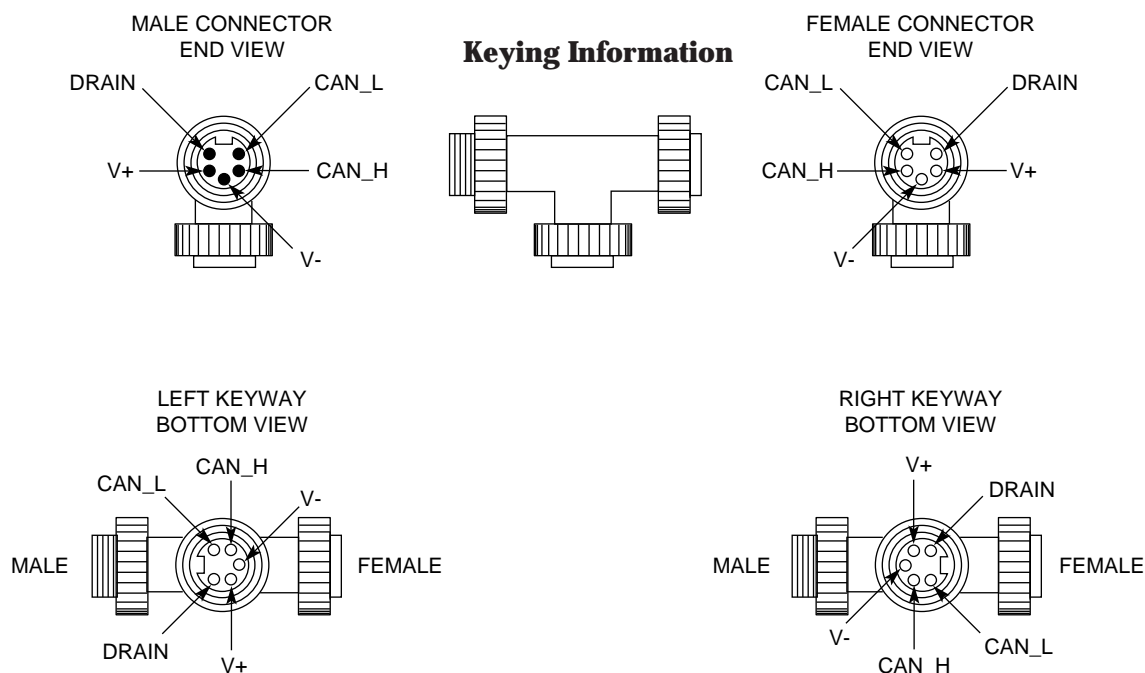 MALE CONNECTOR
END VIEW
Keying Information
FEMALE CONNECTOR
END VIEW
DRAIN
CAN_L
V+
CAN_H
V-
CAN_L
DRAIN
CAN_H
V+
V-
LEFT KEYWAY
BOTTOM VIEW
CAN_H
CAN_L
V-
MALE
FEMALE
DRAIN
V+
RIGHT KEYWAY
BOTTOM VIEW
V+
DRAIN
MALE
FEMALE
V-
CAN_L
CAN_H